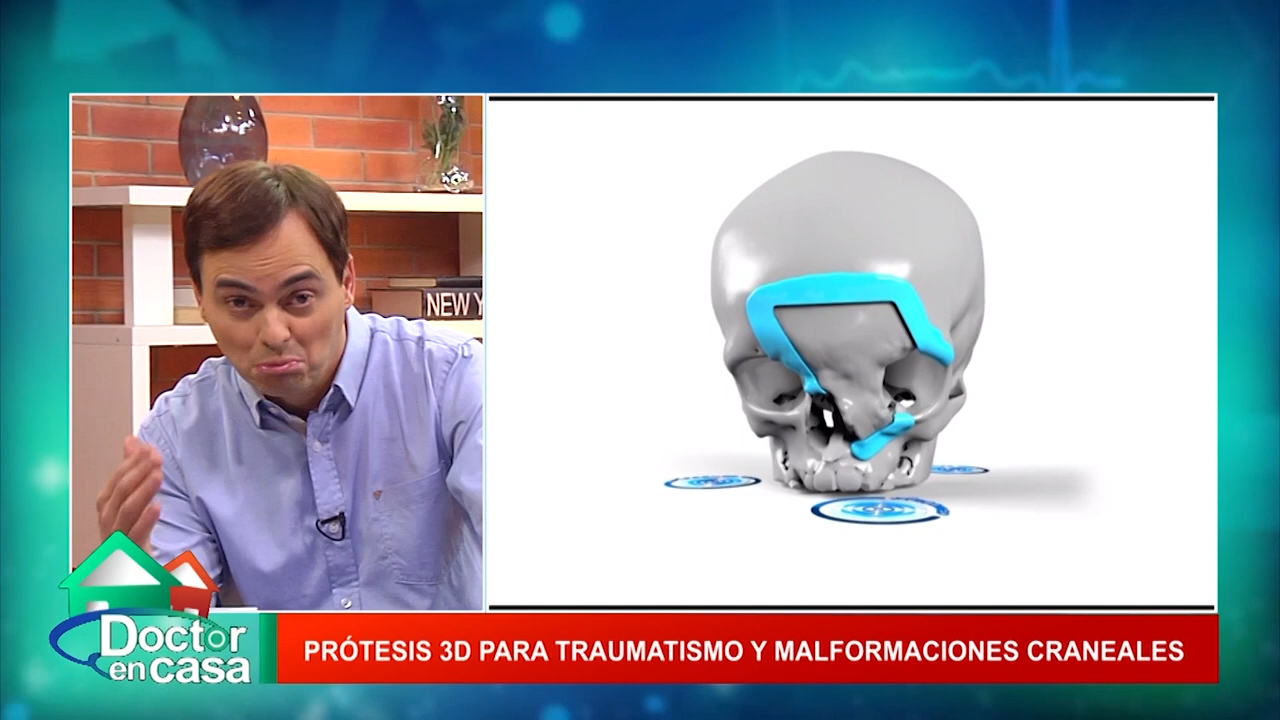 NEW Y
Doctor
en casa
PRÓTESIS 3D PARA TRAUMATISMO Y MALFORMACIONES CRANEALES